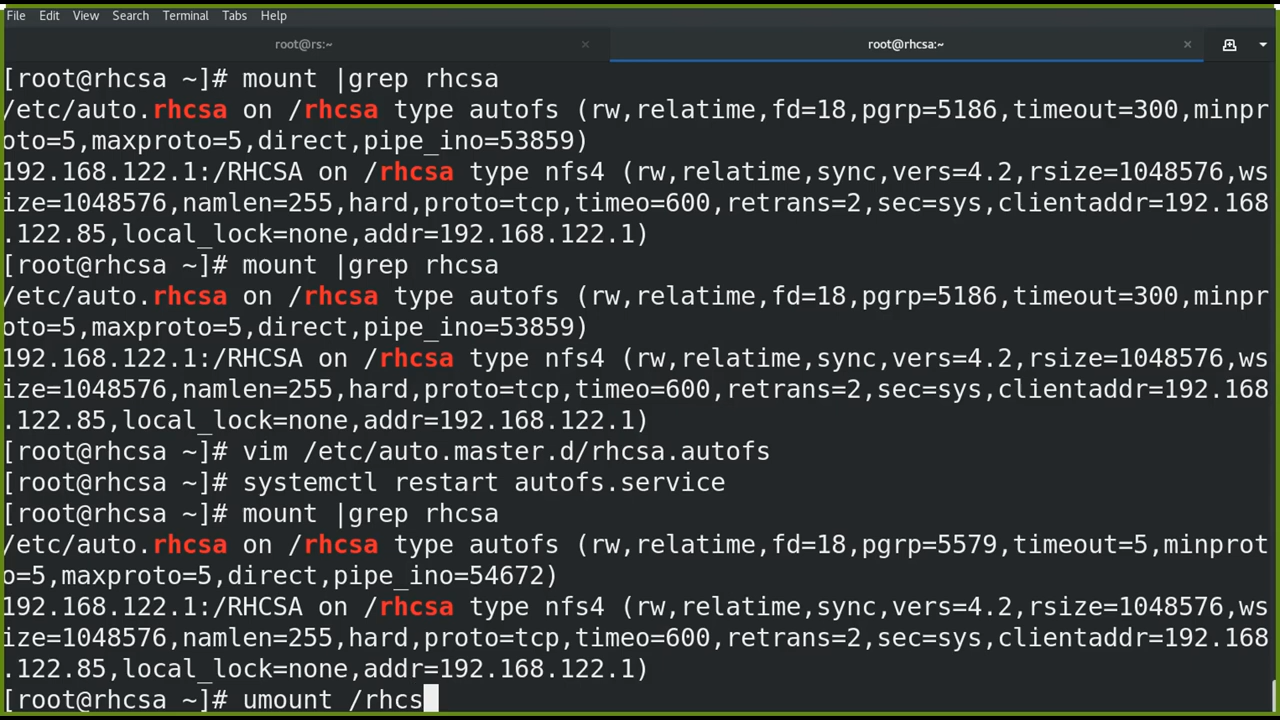 File Edit View Search Terminal Tabs Help
root@rs:~ × root@rhcsa:~ ×
[root@rhcsa ~]# mount |grep rhcsa
/etc/auto.rhcsa on /rhcsa type autofs (rw,relatime,fd=18,pgrp=5186,timeout=300,minpr
oto=5,maxproto=5,direct,pipe_ino=53859)
192.168.122.1:/RHCSA on /rhcsa type nfs4 (rw,relatime,sync,vers=4.2,rsize=1048576,ws
ize=1048576,namlen=255,hard,proto=tcp,timeo=600,retrans=2,sec=sys,clientaddr=192.168
.122.85,local_lock=none,addr=192.168.122.1)
[root@rhcsa ~]# mount |grep rhcsa
/etc/auto.rhcsa on /rhcsa type autofs (rw,relatime,fd=18,pgrp=5186,timeout=300,minpr
oto=5,maxproto=5,direct,pipe_ino=53859)
192.168.122.1:/RHCSA on /rhcsa type nfs4 (rw,relatime,sync,vers=4.2,rsize=1048576,ws
ize=1048576,namlen=255,hard,proto=tcp,timeo=600,retrans=2,sec=sys,clientaddr=192.168
.122.85,local_lock=none,addr=192.168.122.1)
[root@rhcsa ~]# vim /etc/auto.master.d/rhcsa.autofs
[root@rhcsa ~]# systemctl restart autofs.service
[root@rhcsa ~]# mount |grep rhcsa
/etc/auto.rhcsa on /rhcsa type autofs (rw,relatime,fd=18,pgrp=5579,timeout=5,minprot
o=5,maxproto=5,direct,pipe_ino=54672)
192.168.122.1:/RHCSA on /rhcsa type nfs4 (rw,relatime,sync,vers=4.2,rsize=1048576,ws
ize=1048576,namlen=255,hard,proto=tcp,timeo=600,retrans=2,sec=sys,clientaddr=192.168
.122.85,local_lock=none,addr=192.168.122.1)
[root@rhcsa ~]# umount /rhcs